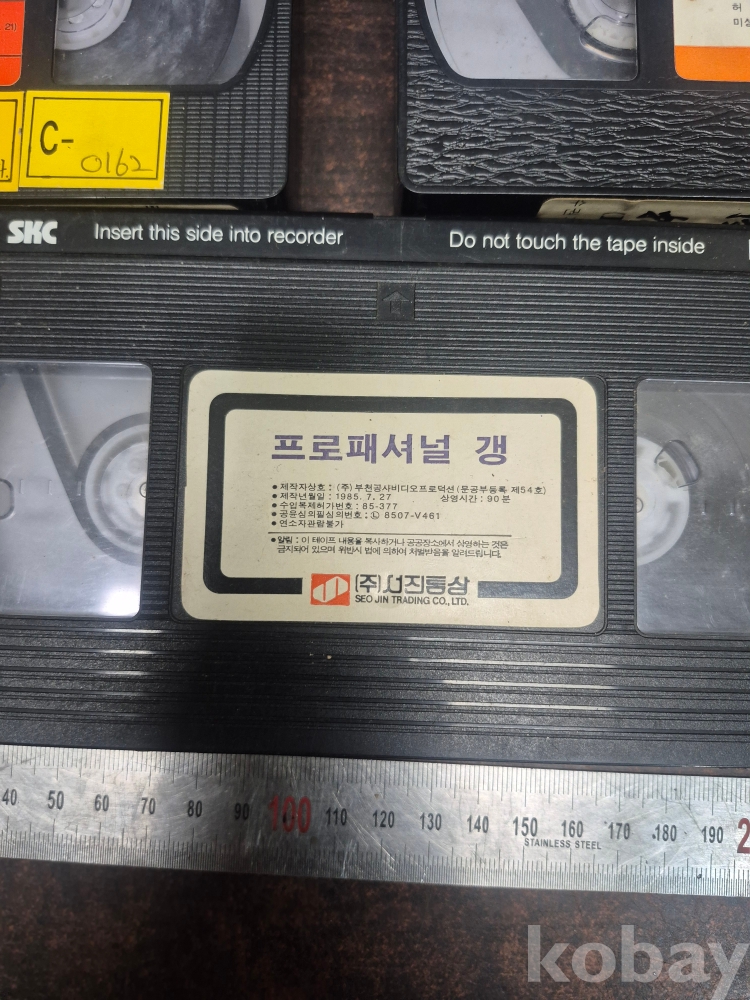 21)
허
미성
C-
0162
SKC Insert this side into recorder Do not touch the tape inside
프로패셔널 갱
● 제작자상호 : (주) 부천공사비디오프로덕션 (문공부등록 제54호)
● 제작년월일 : 1985. 7. 27 상영시간 : 90분
● 수입목제허가번호 : 85-377
● 공윤심의필심의번호 : Ⓛ 8507-V461
● 연소자관람불가
● 알림 : 이 테이프 내용을 복사하거나 공공장소에서 상영하는 것은
금지되어 있으며 위반시 법에 의하여 처벌받음을 알려드립니다.
(주)서진통상
SEO JIN TRADING CO., LTD.
40 50 60 70 80 90 100 110 120 130 140 150 160 170 180 190 2
STAINLESS STEEL
kobay